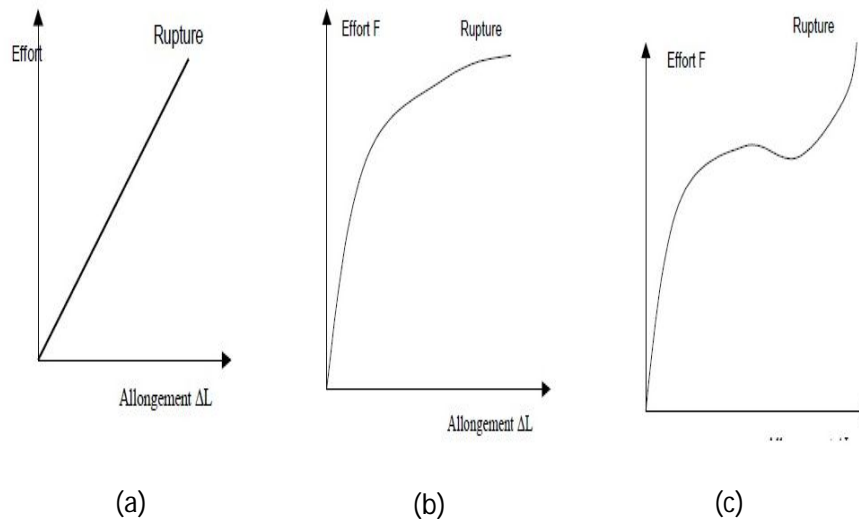 Effort
Rupture
Allongement ΔL
(a)
Effort F
Rupture
Allongement ΔL
(b)
Effort F
Rupture
(c)